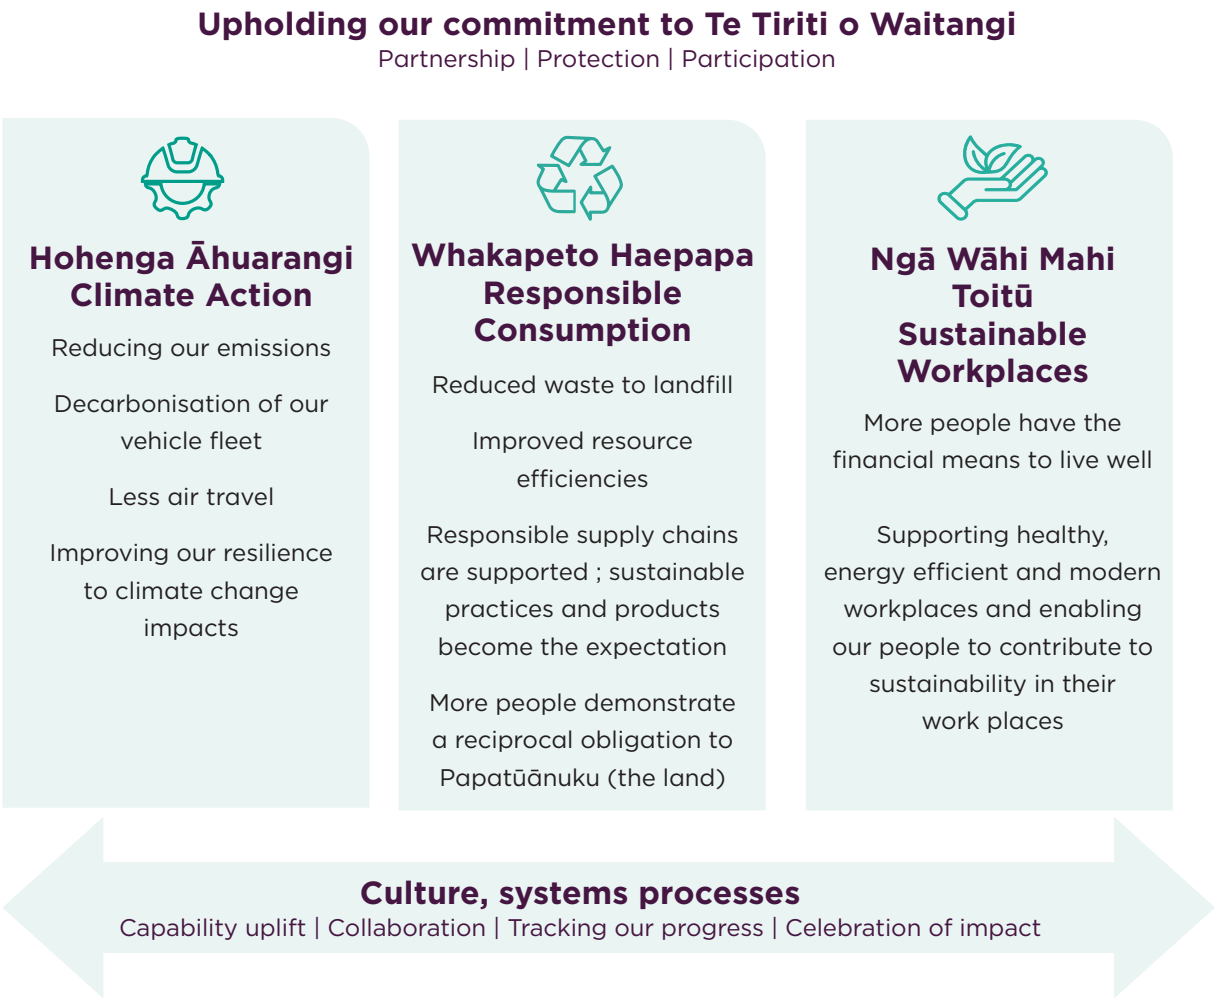 Upholding our commitment to Te Tiriti o Waitangi
Partnership | Protection | Participation
Hohenga Āhuarangi
Climate Action
Reducing our emissions
Decarbonisation of our
vehicle fleet
Less air travel
Improving our resilience
to climate change
impacts
Whakapeto Haepapa
Responsible
Consumption
Reduced waste to landfill
Improved resource
efficiencies
Responsible supply chains
are supported ; sustainable
practices and products
become the expectation
More people demonstrate
a reciprocal obligation to
Papatūānuku (the land)
Ngā Wāhi Mahi
Toitū
Sustainable
Workplaces
More people have the
financial means to live well
Supporting healthy,
energy efficient and modern
workplaces and enabling
our people to contribute to
sustainability in their
work places
Culture, systems processes
Capability uplift | Collaboration | Tracking our progress | Celebration of impact